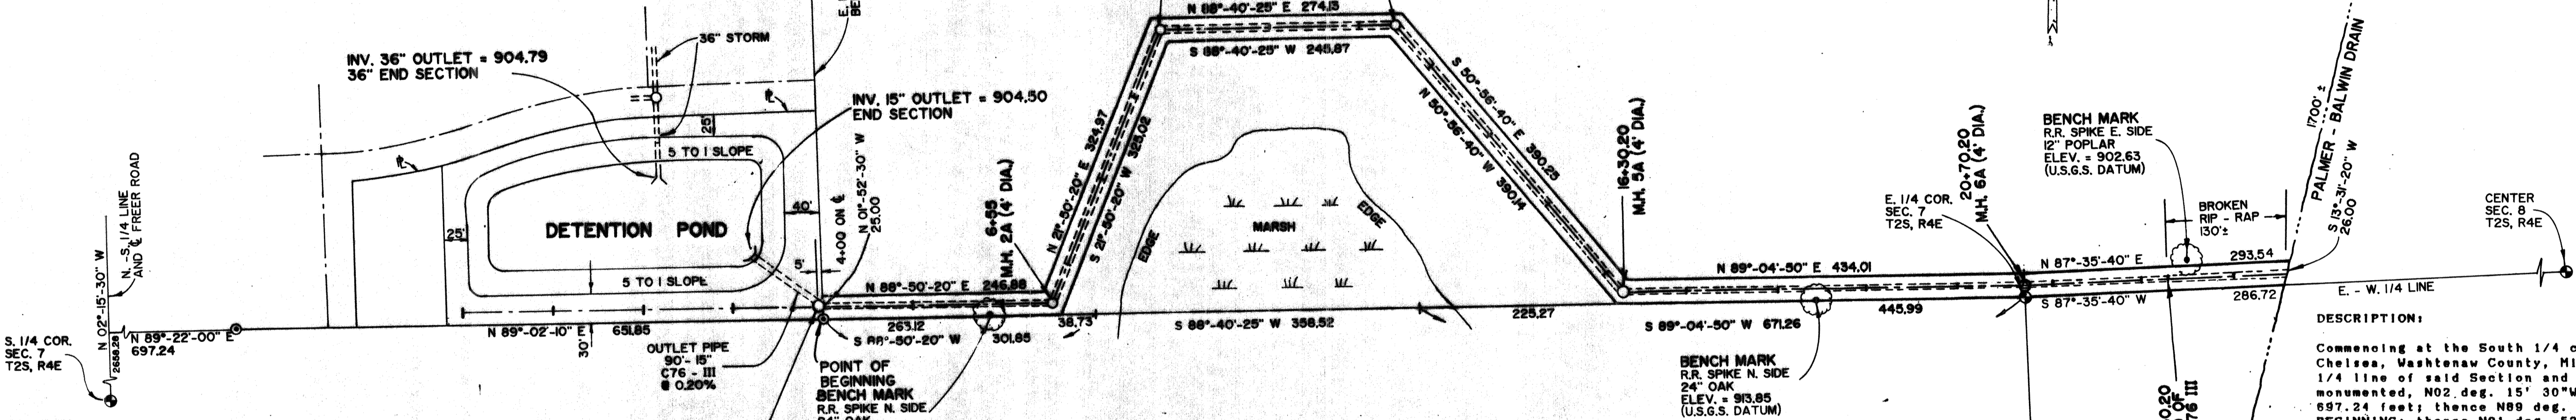 INV. 36" OUTLET = 904.79
36" END SECTION
36" STORM
25'
5 TO 1 SLOPE
INV. 15" OUTLET = 904.50
END SECTION
DETENTION POND
25'
40'
5'
5 TO 1 SLOPE
4+00 ON ℄
N 01°-52'-30" W
25.00
N 02°-15'-30" W
N.-S. 1/4 LINE
AND ℄ FREER ROAD
2658.28
S. 1/4 COR.
SEC. 7
T2S, R4E
N 89°-22'-00" E
697.24
N 89°-02'-10" E 651.85
30'
OUTLET PIPE
90'- 15"
C76 - III
@ 0.20%
POINT OF
BEGINNING
BENCH MARK
R.R. SPIKE N. SIDE
24" OAK
N 88°-50'-20" E 246.88
263.12
S 88°-50'-20" W 301.85
38.73
6+55
M.H. 2A (4' DIA.)
N 21°-50'-20" E 324.97
S 21°-50'-20" W 325.02
N 88°-40'-25" E 274.13
S 88°-40'-25" W 245.87
S 50°-56'-40" E 390.25
N 50°-56'-40" W 390.14
EDGE
MARSH
EDGE
S 88°-40'-25" W 358.52
225.27
16+30.20
M.H. 5A (4' DIA.)
N 89°-04'-50" E 434.01
S 89°-04'-50" W 671.26
445.99
BENCH MARK
R.R. SPIKE N. SIDE
24" OAK
ELEV. = 913.85
(U.S.G.S. DATUM)
E. 1/4 COR.
SEC. 7
T2S, R4E
20+70.20
M.H. 6A (4' DIA.)
BENCH MARK
R.R. SPIKE E. SIDE
12" POPLAR
ELEV. = 902.63
(U.S.G.S. DATUM)
BROKEN
RIP - RAP
130'±
N 87°-35'-40" E 293.54
S 87°-35'-40" W 286.72
1700' ±
PALMER - BALWIN DRAIN
S 13°-31'-20" W
26.00
E. - W. 1/4 LINE
CENTER
SEC. 8
T2S, R4E
DESCRIPTION:
Commencing at the South 1/4 c
Chelsea, Washtenaw County, Mi
1/4 line of said Section and
monumented, N02 deg. 15' 30"W
697.24 feet; thence N89 deg.